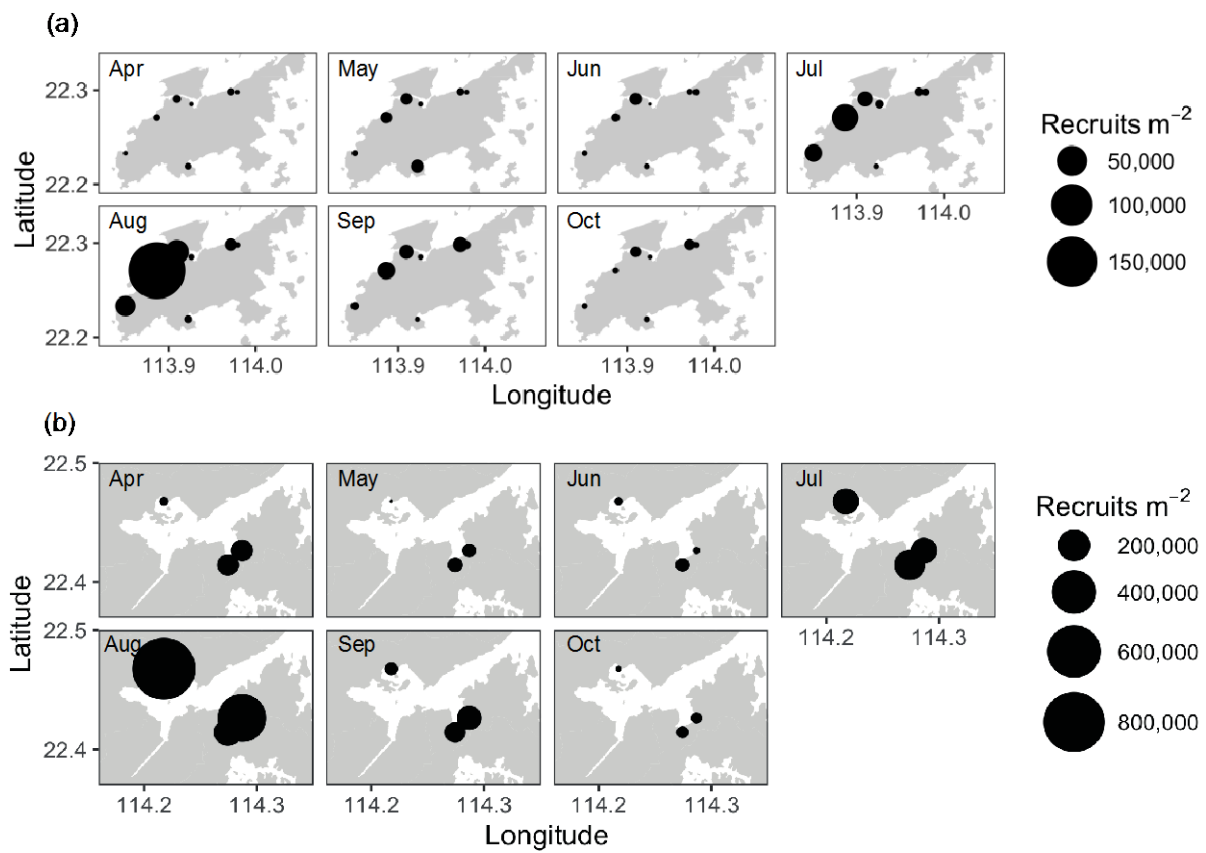 (a)
Apr
May
Jun
Jul
22.3
22.2
Latitude
113.9
114.0
Recruits m⁻²
50,000
100,000
150,000
Aug
Sep
Oct
22.3
22.2
113.9 114.0
113.9 114.0
113.9 114.0
Longitude
(b)
22.5
Apr
May
Jun
Jul
22.4
Latitude
114.2
114.3
Recruits m⁻²
200,000
400,000
600,000
800,000
22.5
Aug
Sep
Oct
22.4
114.2 114.3
114.2 114.3
114.2 114.3
Longitude